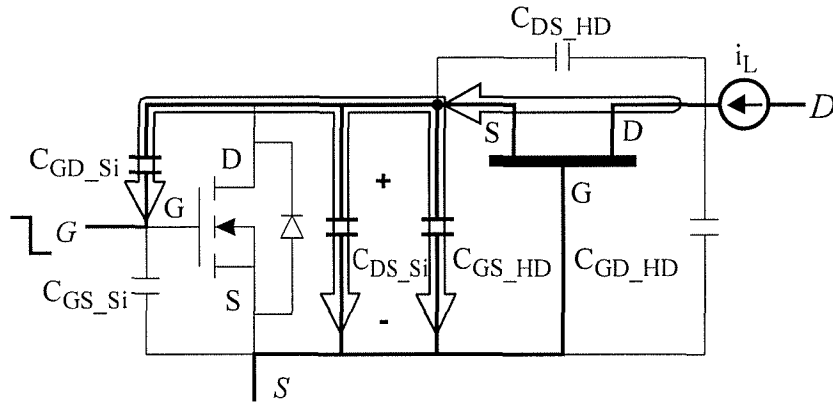 C_DS_HD
i_L
D
S
D
C_GD_Si
D
G
G
G
+
C_DS_Si
C_GS_HD
C_GD_HD
C_GS_Si
S
-
S